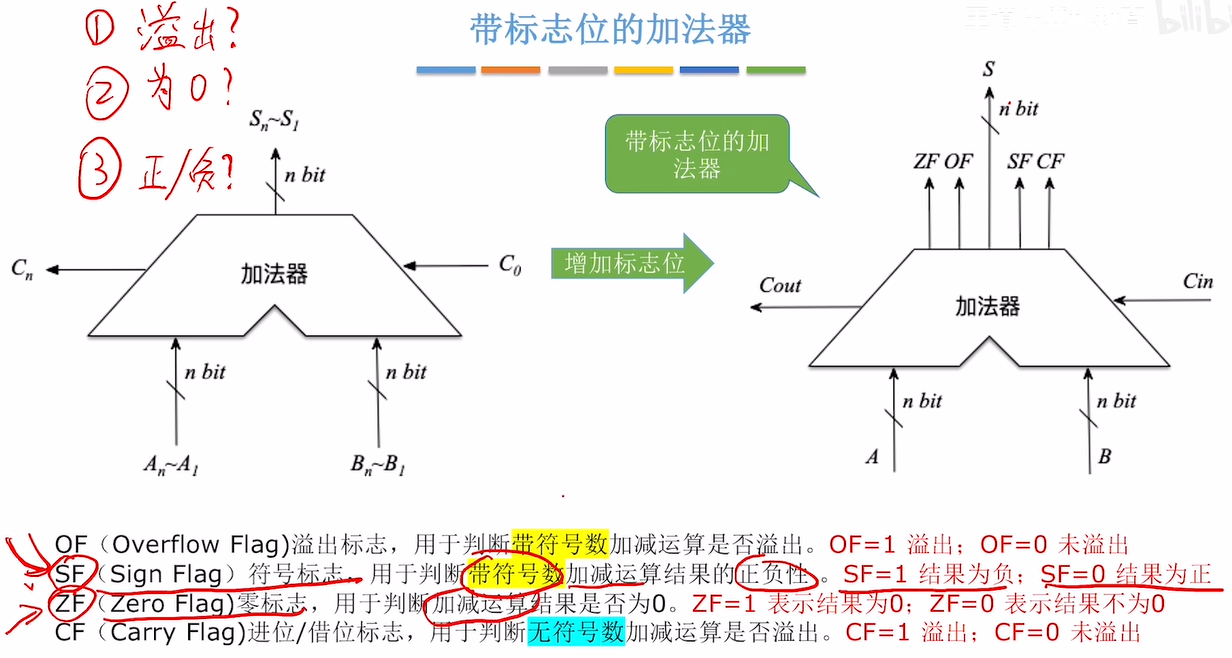 带标志位的加法器
bilib
① 溢出?
② 为0?
③ 正/负?
Sn~S1
n bit
Cn
加法器
C0
n bit
n bit
An~A1
Bn~B1
增加标志位
带标志位的加
法器
S
n bit
ZF OF SF CF
Cout
加法器
Cin
n bit
n bit
A
B
OF（Overflow Flag)溢出标志，用于判断带符号数加减运算是否溢出。OF=1 溢出；OF=0 未溢出
SF（Sign Flag）符号标志，用于判断带符号数加减运算结果的正负性 。SF=1 结果为负；SF=0 结果为正
ZF（Zero Flag)零标志，用于判断加减运算结果是否为0。ZF=1 表示结果为0；ZF=0 表示结果不为0
CF（Carry Flag)进位/借位标志，用于判断无符号数加减运算是否溢出。CF=1 溢出；CF=0 未溢出